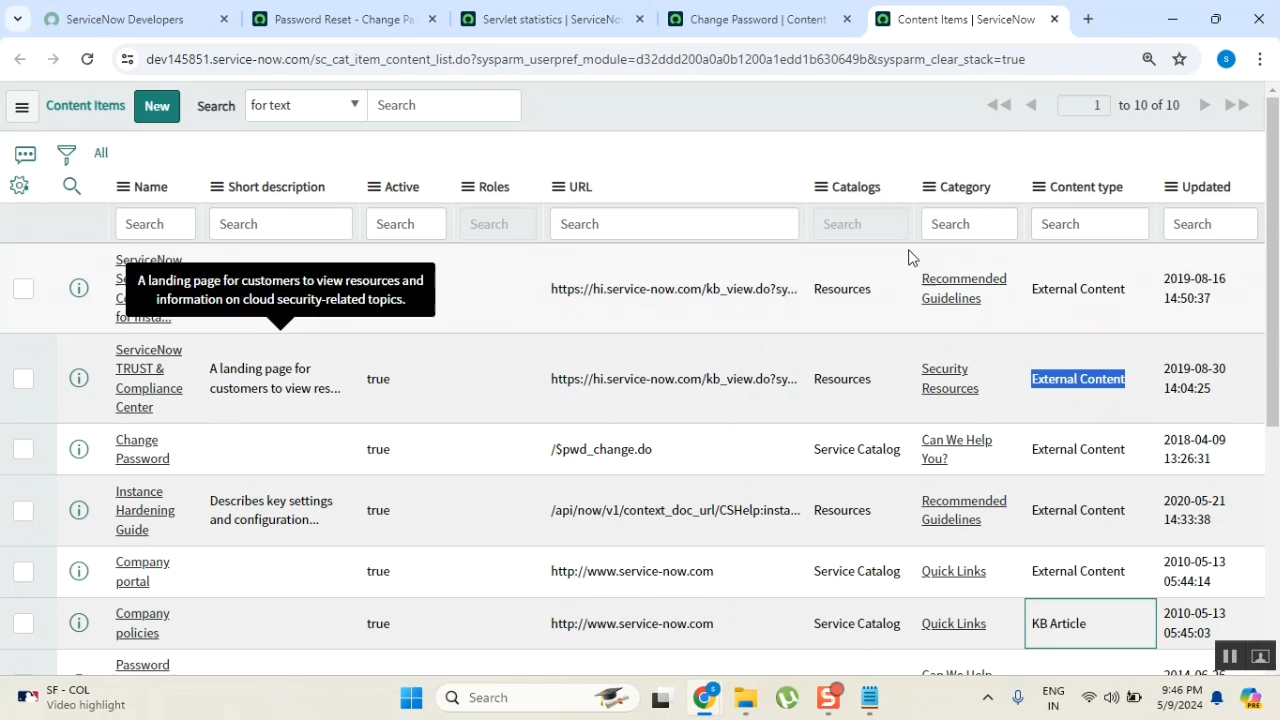 ServiceNow Developers
Password Reset - Change Pa
Servlet statistics | ServiceNo
Change Password | Content
Content Items | ServiceNow
dev145851.service-now.com/sc_cat_item_content_list.do?sysparm_userpref_module=d32ddd200a0a0b1200a1edd1b630649b&sysparm_clear_stack=true
S
Content Items New Search for text Search 1 to 10 of 10
All
Name Short description Active Roles URL Catalogs Category Content type Updated
Search Search Search Search Search Search Search Search Search
ServiceNow
for Insta...
A landing page for customers to view resources and
information on cloud security-related topics.
https://hi.service-now.com/kb_view.do?sy... Resources
Recommended
Guidelines
External Content
2019-08-16
14:50:37
ServiceNow
TRUST &
Compliance
Center
A landing page for
customers to view res...
true
https://hi.service-now.com/kb_view.do?sy... Resources
Security
Resources
External Content
2019-08-30
14:04:25
Change
Password
true
/$pwd_change.do
Service Catalog
Can We Help
You?
External Content
2018-04-09
13:26:31
Instance
Hardening
Guide
Describes key settings
and configuration...
true
/api/now/v1/context_doc_url/CSHelp:insta... Resources
Recommended
Guidelines
External Content
2020-05-21
14:33:38
Company
portal
true
http://www.service-now.com
Service Catalog
Quick Links
External Content
2010-05-13
05:44:14
Company
policies
true
http://www.service-now.com
Service Catalog
Quick Links
KB Article
2010-05-13
05:45:03
Password
SF - COL
Video highlight
Search
ENG
IN
9:46 PM
5/9/2024
PRE